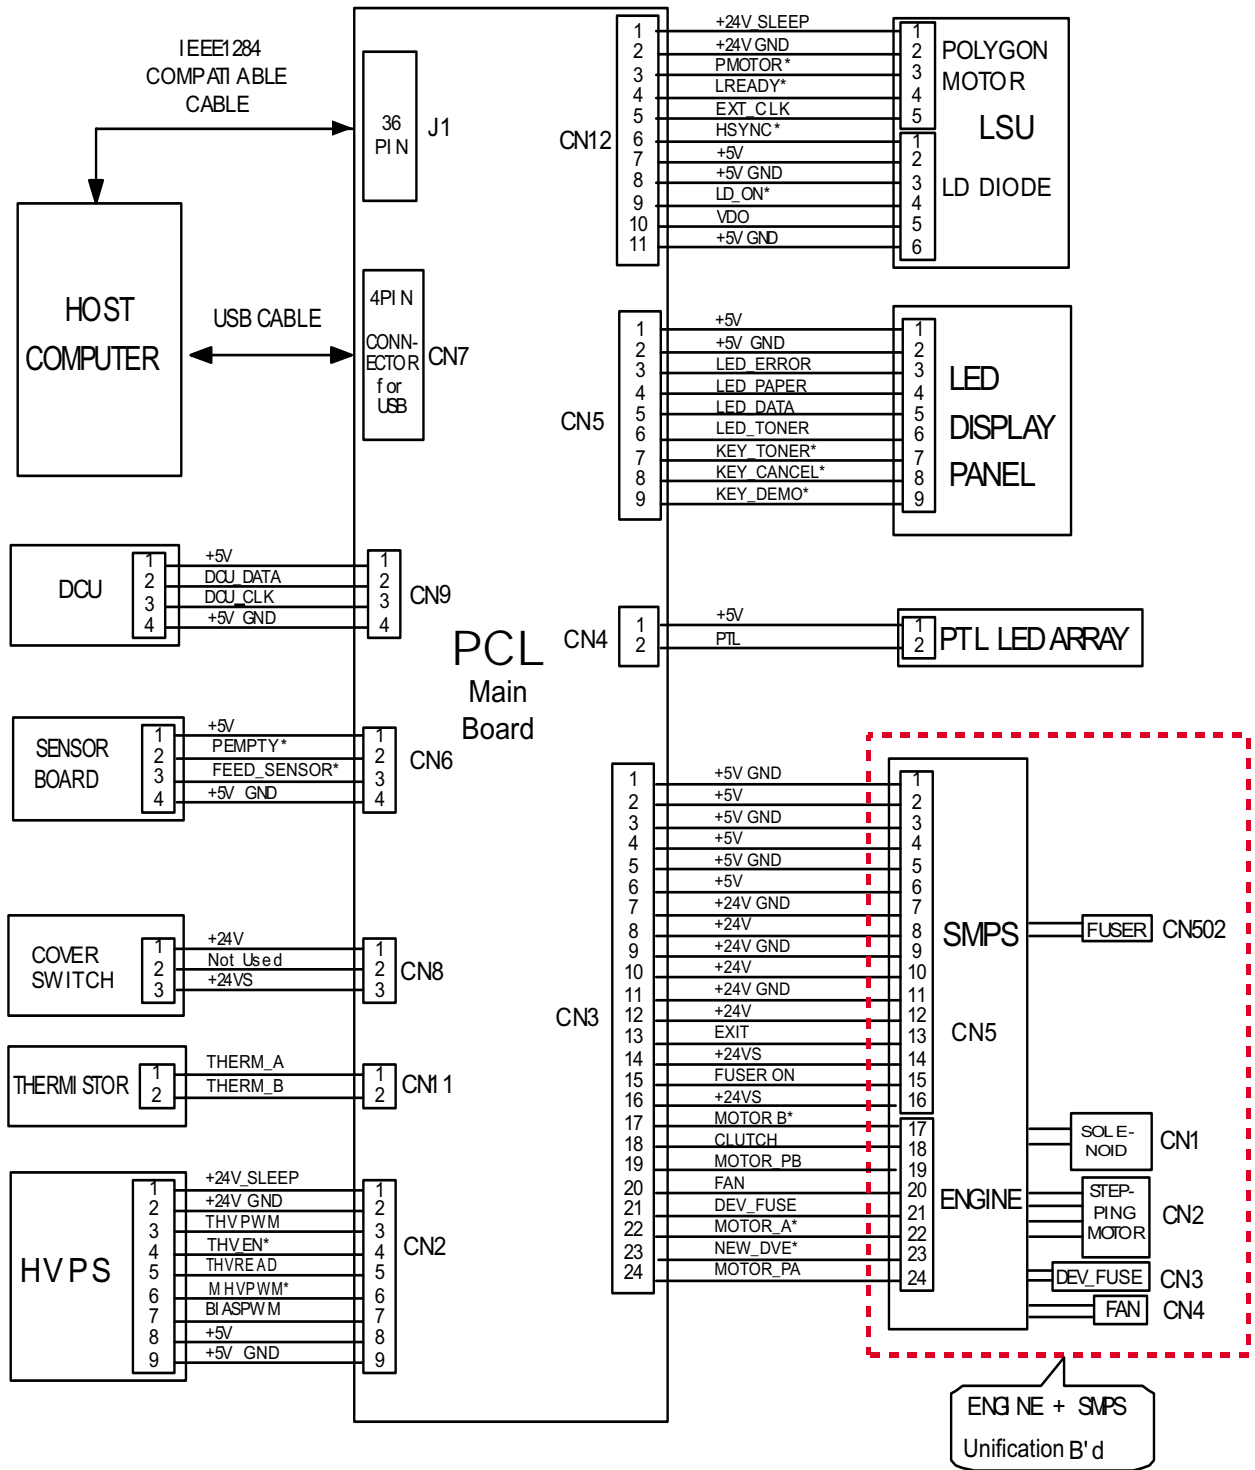 IEEE1284
COMPATIABLE
CABLE
36
PIN
J1
HOST
COMPUTER
USB CABLE
4PIN
CONN-
ECTOR
for
USB
CN7
DCU
1 +5V 1
2 DCU_DATA 2
3 DCU_CLK 3
4 +5V GND 4
CN9
SENSOR
BOARD
1 +5V 1
2 PEMPTY* 2
3 FEED_SENSOR* 3
4 +5V GND 4
CN6
COVER
SWITCH
1 +24V 1
2 Not Used 2
3 +24VS 3
CN8
THERMISTOR
1 THERM_A 1
2 THERM_B 2
CN11
HVPS
1 +24V_SLEEP 1
2 +24V GND 2
3 THVPWM 3
4 THV_EN* 4
5 THVREAD 5
6 MHVPWM* 6
7 BIASPWM 7
8 +5V 8
9 +5V GND 9
CN2
PCL
Main
Board
CN12
1 +24V_SLEEP 1
2 +24V GND 2
3 PMOTOR* 3
4 LREADY* 4
5 EXT_CLK 5
6 HSYNC* 1
7 +5V 2
8 +5V GND 3
9 LD_ON* 4
10 VDO 5
11 +5V GND 6
POLYGON
MOTOR
LSU
LD DIODE
CN5
1 +5V 1
2 +5V GND 2
3 LED_ERROR 3
4 LED_PAPER 4
5 LED_DATA 5
6 LED_TONER 6
7 KEY_TONER* 7
8 KEY_CANCEL* 8
9 KEY_DEMO* 9
LED
DISPLAY
PANEL
CN4
1 +5V 1
2 PTL 2
PTL LED ARRAY
CN3
1 +5V GND 1
2 +5V 2
3 +5V GND 3
4 +5V 4
5 +5V GND 5
6 +5V 6
7 +24V GND 7
8 +24V 8
9 +24V GND 9
10 +24V 10
11 +24V GND 11
12 +24V 12
13 EXIT 13
14 +24VS 14
15 FUSER ON 15
16 +24VS 16
17 MOTOR B* 17
18 CLUTCH 18
19 MOTOR_PB 19
20 FAN 20
21 DEV_FUSE 21
22 MOTOR_A* 22
23 NEW_DVE* 23
24 MOTOR_PA 24
SMPS
CN5
ENGINE
FUSER CN502
SOLE-
NOID
CN1
STEP-
PING
MOTOR
CN2
DEV_FUSE CN3
FAN CN4
ENGINE + SMPS
Unification B'd